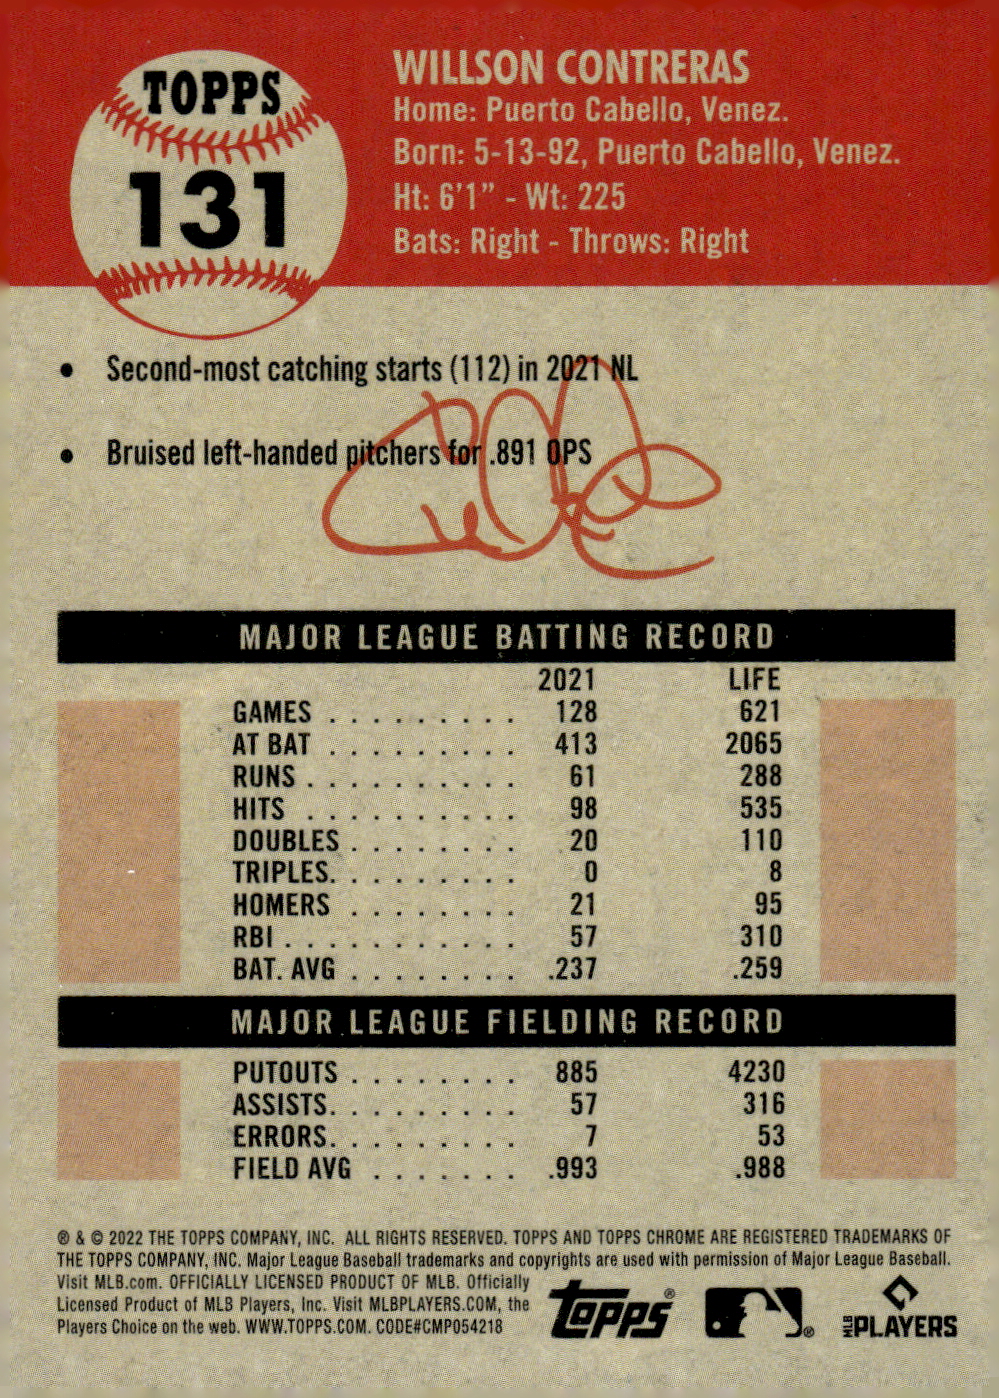 TOPPS
131
WILLSON CONTRERAS
Home: Puerto Cabello, Venez.
Born: 5-13-92, Puerto Cabello, Venez.
Ht: 6'1” - Wt: 225
Bats: Right - Throws: Right
• Second-most catching starts (112) in 2021 NL
• Bruised left-handed pitchers for .891 OPS
MAJOR LEAGUE BATTING RECORD
2021 LIFE
GAMES . . . . . . . . . 128 621
AT BAT . . . . . . . . . 413 2065
RUNS . . . . . . . . . . 61 288
HITS . . . . . . . . . . 98 535
DOUBLES . . . . . . . . 20 110
TRIPLES. . . . . . . . . 0 8
HOMERS . . . . . . . . 21 95
RBI . . . . . . . . . . . 57 310
BAT. AVG . . . . . . . . .237 .259
MAJOR LEAGUE FIELDING RECORD
PUTOUTS . . . . . . . . 885 4230
ASSISTS. . . . . . . . . 57 316
ERRORS. . . . . . . . . 7 53
FIELD AVG . . . . . . . .993 .988
® & © 2022 THE TOPPS COMPANY, INC. ALL RIGHTS RESERVED. TOPPS AND TOPPS CHROME ARE REGISTERED TRADEMARKS OF
THE TOPPS COMPANY, INC. Major League Baseball trademarks and copyrights are used with permission of Major League Baseball.
Visit MLB.com. OFFICIALLY LICENSED PRODUCT OF MLB. Officially
Licensed Product of MLB Players, Inc. Visit MLBPLAYERS.COM, the
Players Choice on the web. WWW.TOPPS.COM. CODE#CMP054218
topps®
®
MLB PLAYERS